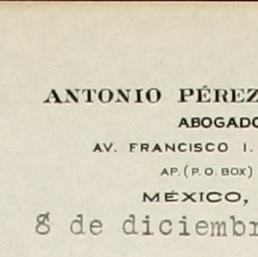 ANTONIO PÉREZ
ABOGADO
AV. FRANCISCO I.
AP. (P. O. BOX)
MÉXICO,
8 de diciembr